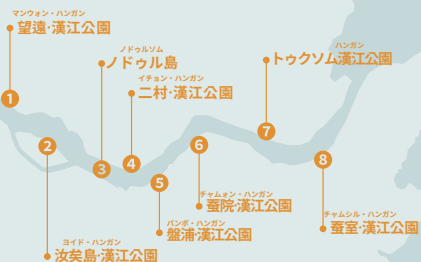 マンウォン・ハンガン
望遠·漢江公園
ノドゥルソム
ノドゥル島
イチョン・ハンガン
二村·漢江公園
ハンガン
トゥクソム漢江公園
1
2
3
4
5
6
7
8
チャムォン・ハンガン
蚕院·漢江公園
バンポ・ハンガン
盤浦·漢江公園
チャムシル・ハンガン
蚕室·漢江公園
ヨイド・ハンガン
汝矣島·漢江公園